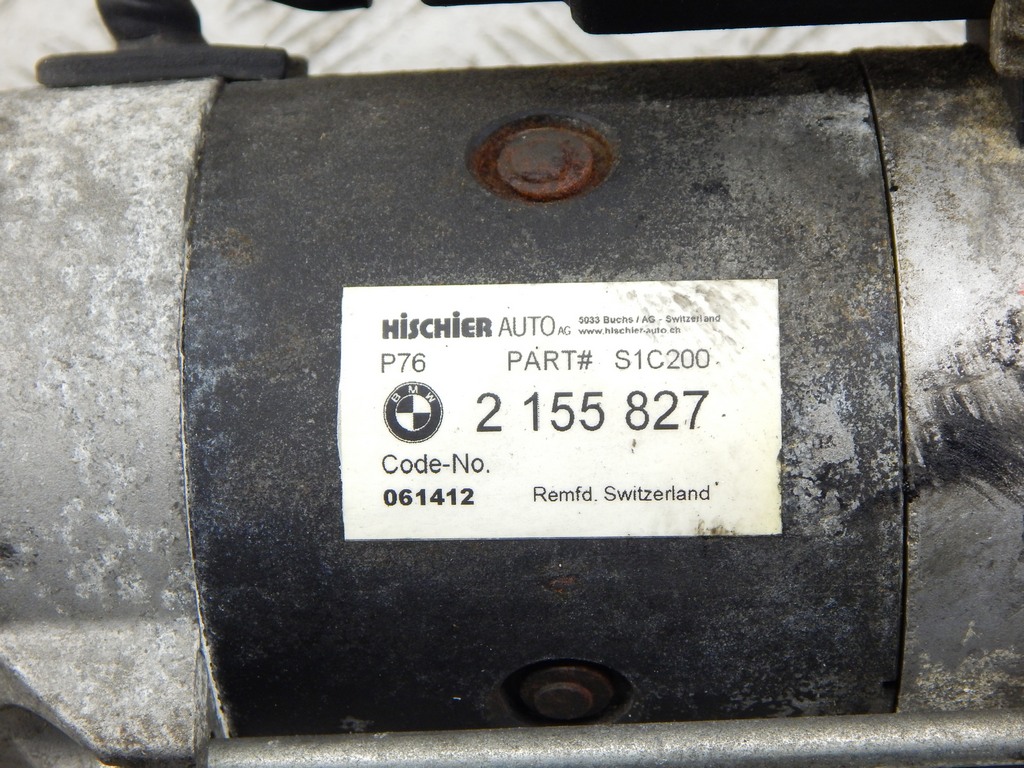 HiSCHiER AUTO AG 5033 Buchs / AG - Switzerland
www.hischier-auto.ch
P76 PART# S1C200
BMW 2 155 827
Code-No.
061412 Remfd. Switzerland